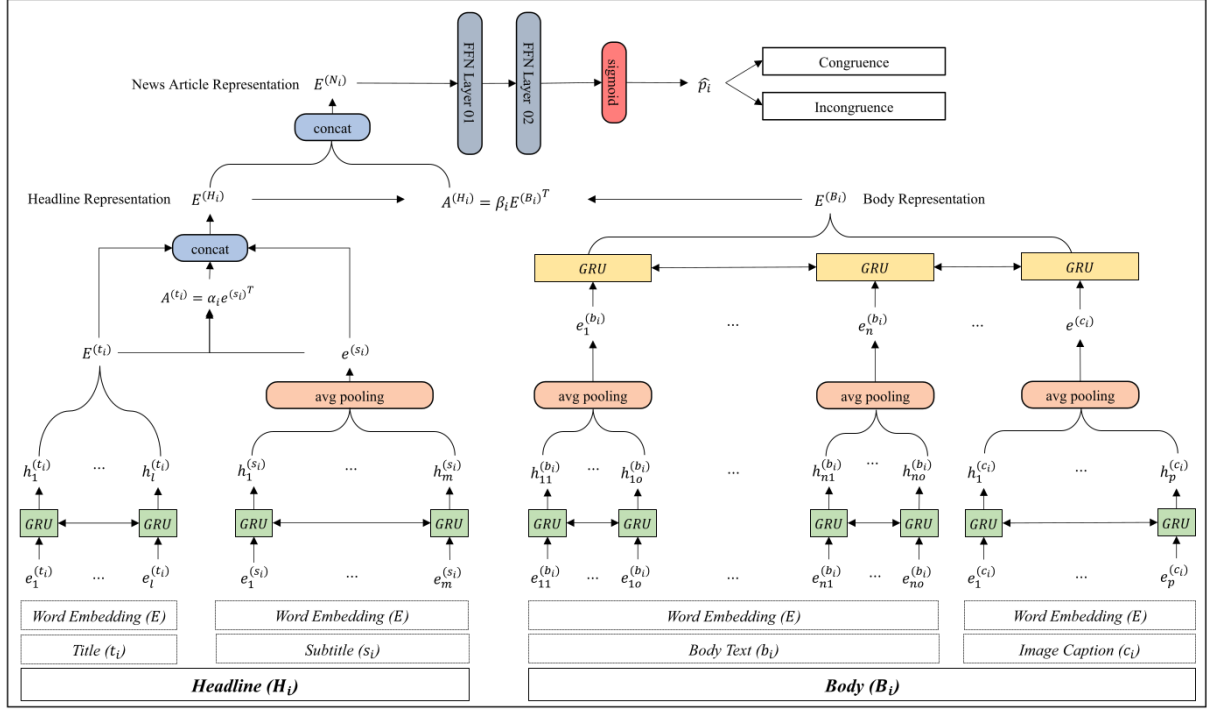 FFN Layer 01
FFN Layer 02
sigmoid
Congruence
Incongruence
News Article Representation E^(N_i)
p̂_i
concat
Headline Representation E^(H_i)
A^(H_i) = β_i E^(B_i)^T
E^(B_i) Body Representation
concat
GRU GRU GRU
A^(t_i) = α_i e^(s_i)^T
e_1^(b_i) ... e_n^(b_i) ... e^(c_i)
E^(t_i) e^(s_i)
avg pooling avg pooling avg pooling avg pooling
h_1^(t_i) ... h_l^(t_i) h_1^(s_i) ... h_m^(s_i) h_11^(b_i) ... h_1o^(b_i) ... h_n1^(b_i) ... h_no^(b_i) h_1^(c_i) ... h_p^(c_i)
GRU GRU GRU GRU GRU GRU GRU GRU GRU GRU
e_1^(t_i) ... e_l^(t_i) e_1^(s_i) ... e_m^(s_i) e_11^(b_i) ... e_1o^(b_i) ... e_n1^(b_i) ... e_no^(b_i) e_1^(c_i) ... e_p^(c_i)
Word Embedding (E) Word Embedding (E) Word Embedding (E) Word Embedding (E)
Title (t_i) Subtitle (s_i) Body Text (b_i) Image Caption (c_i)
Headline (H_i) Body (B_i)